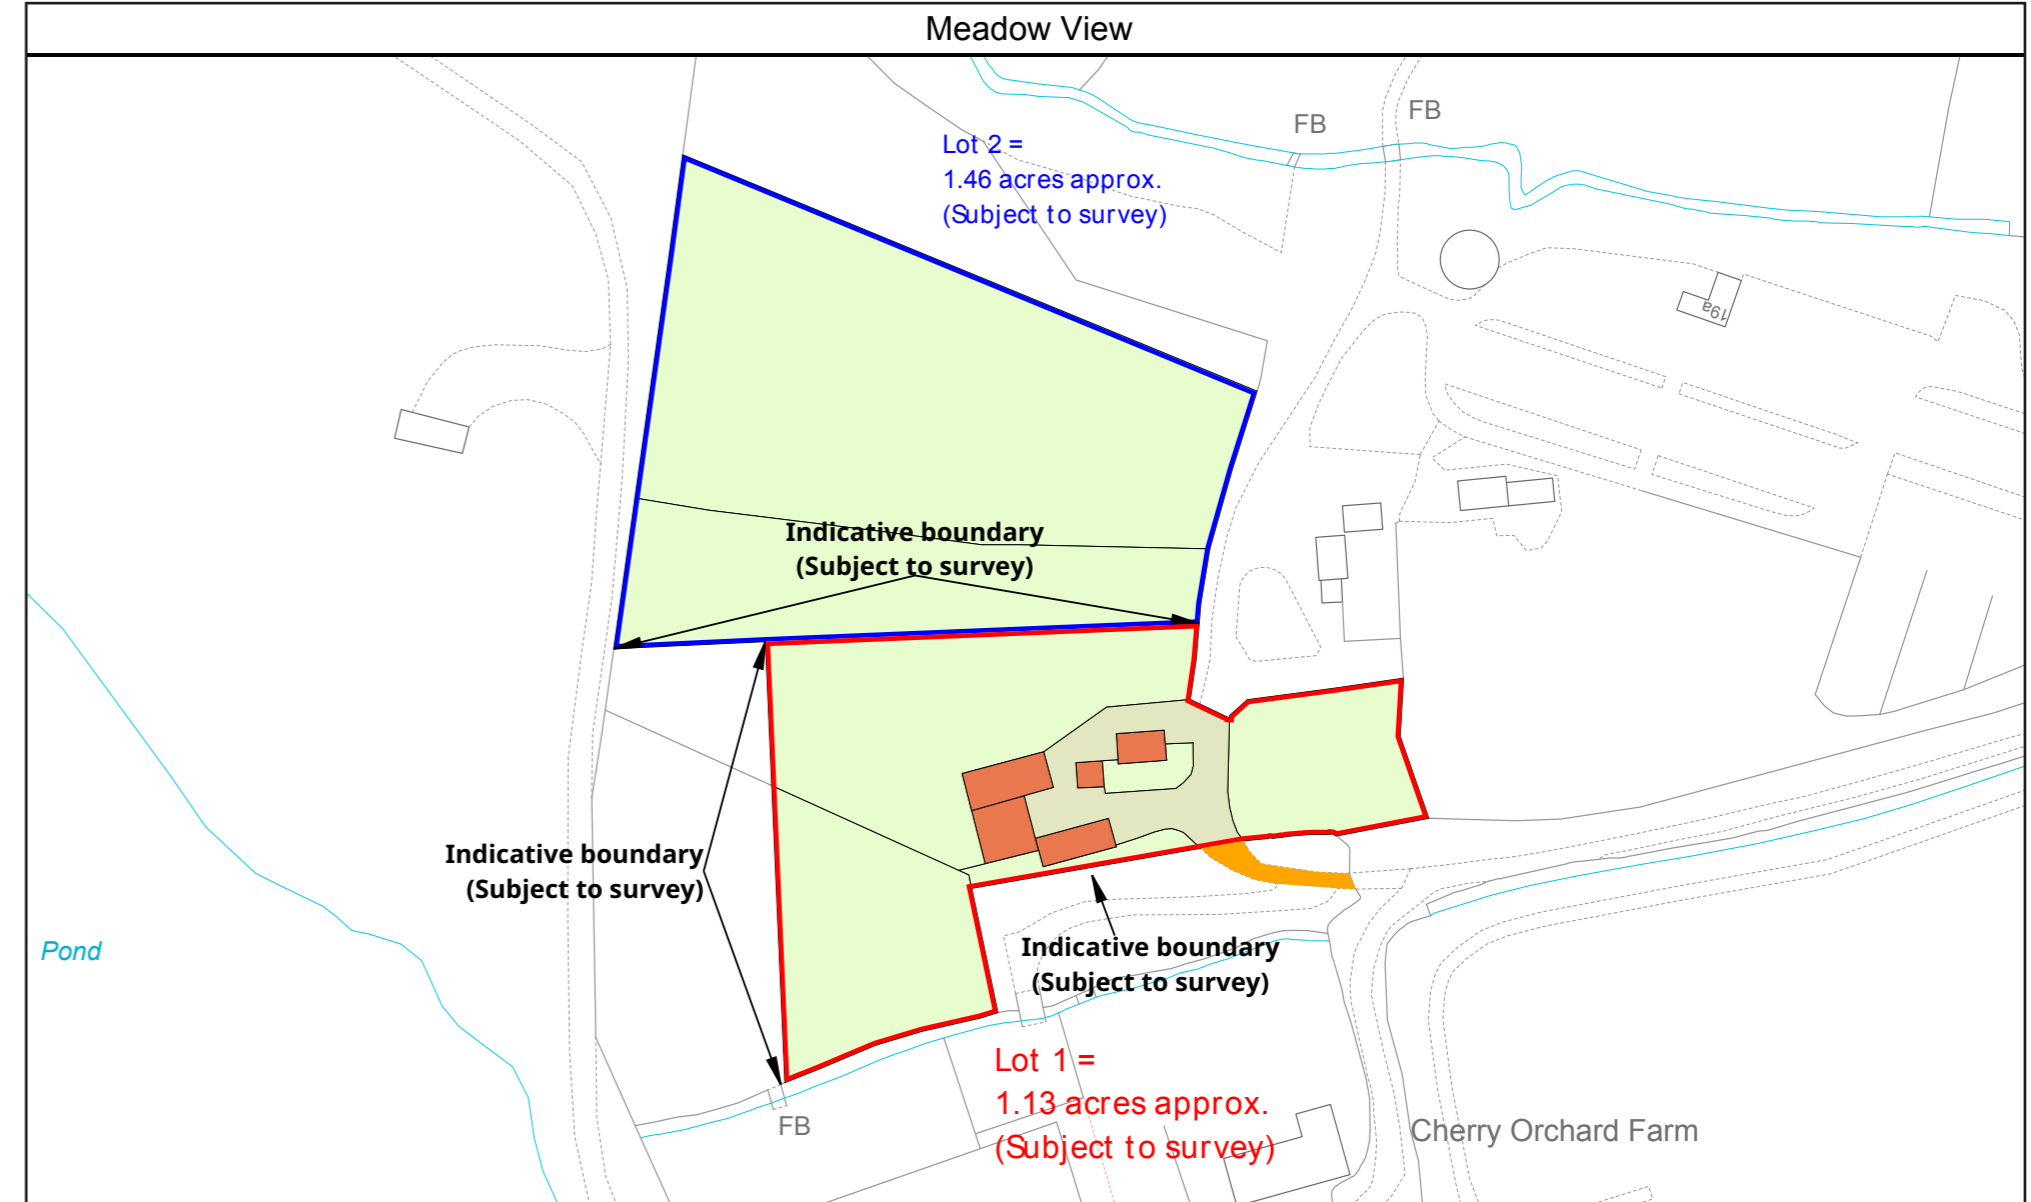 Meadow View
FB
FB
Lot 2 =
1.46 acres approx.
(Subject to survey)
19a
Indicative boundary
(Subject to survey)
Indicative boundary
(Subject to survey)
Pond
Indicative boundary
(Subject to survey)
Lot 1 =
1.13 acres approx.
(Subject to survey)
FB
Cherry Orchard Farm